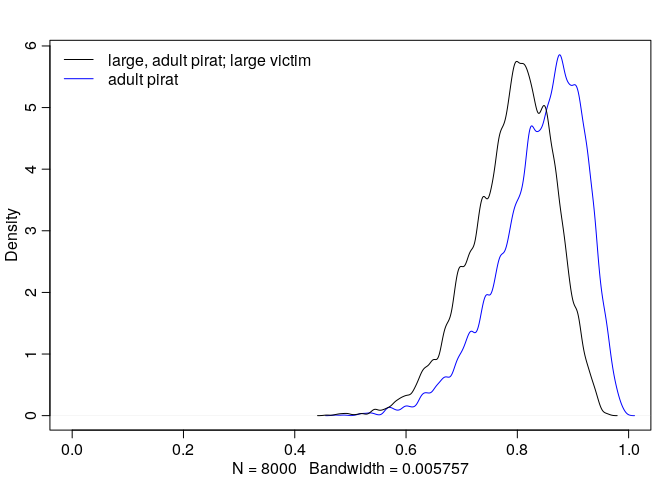 large, adult pirat; large victim
adult pirat
Density
0
1
2
3
4
5
6
0.0 0.2 0.4 0.6 0.8 1.0
N = 8000 Bandwidth = 0.005757